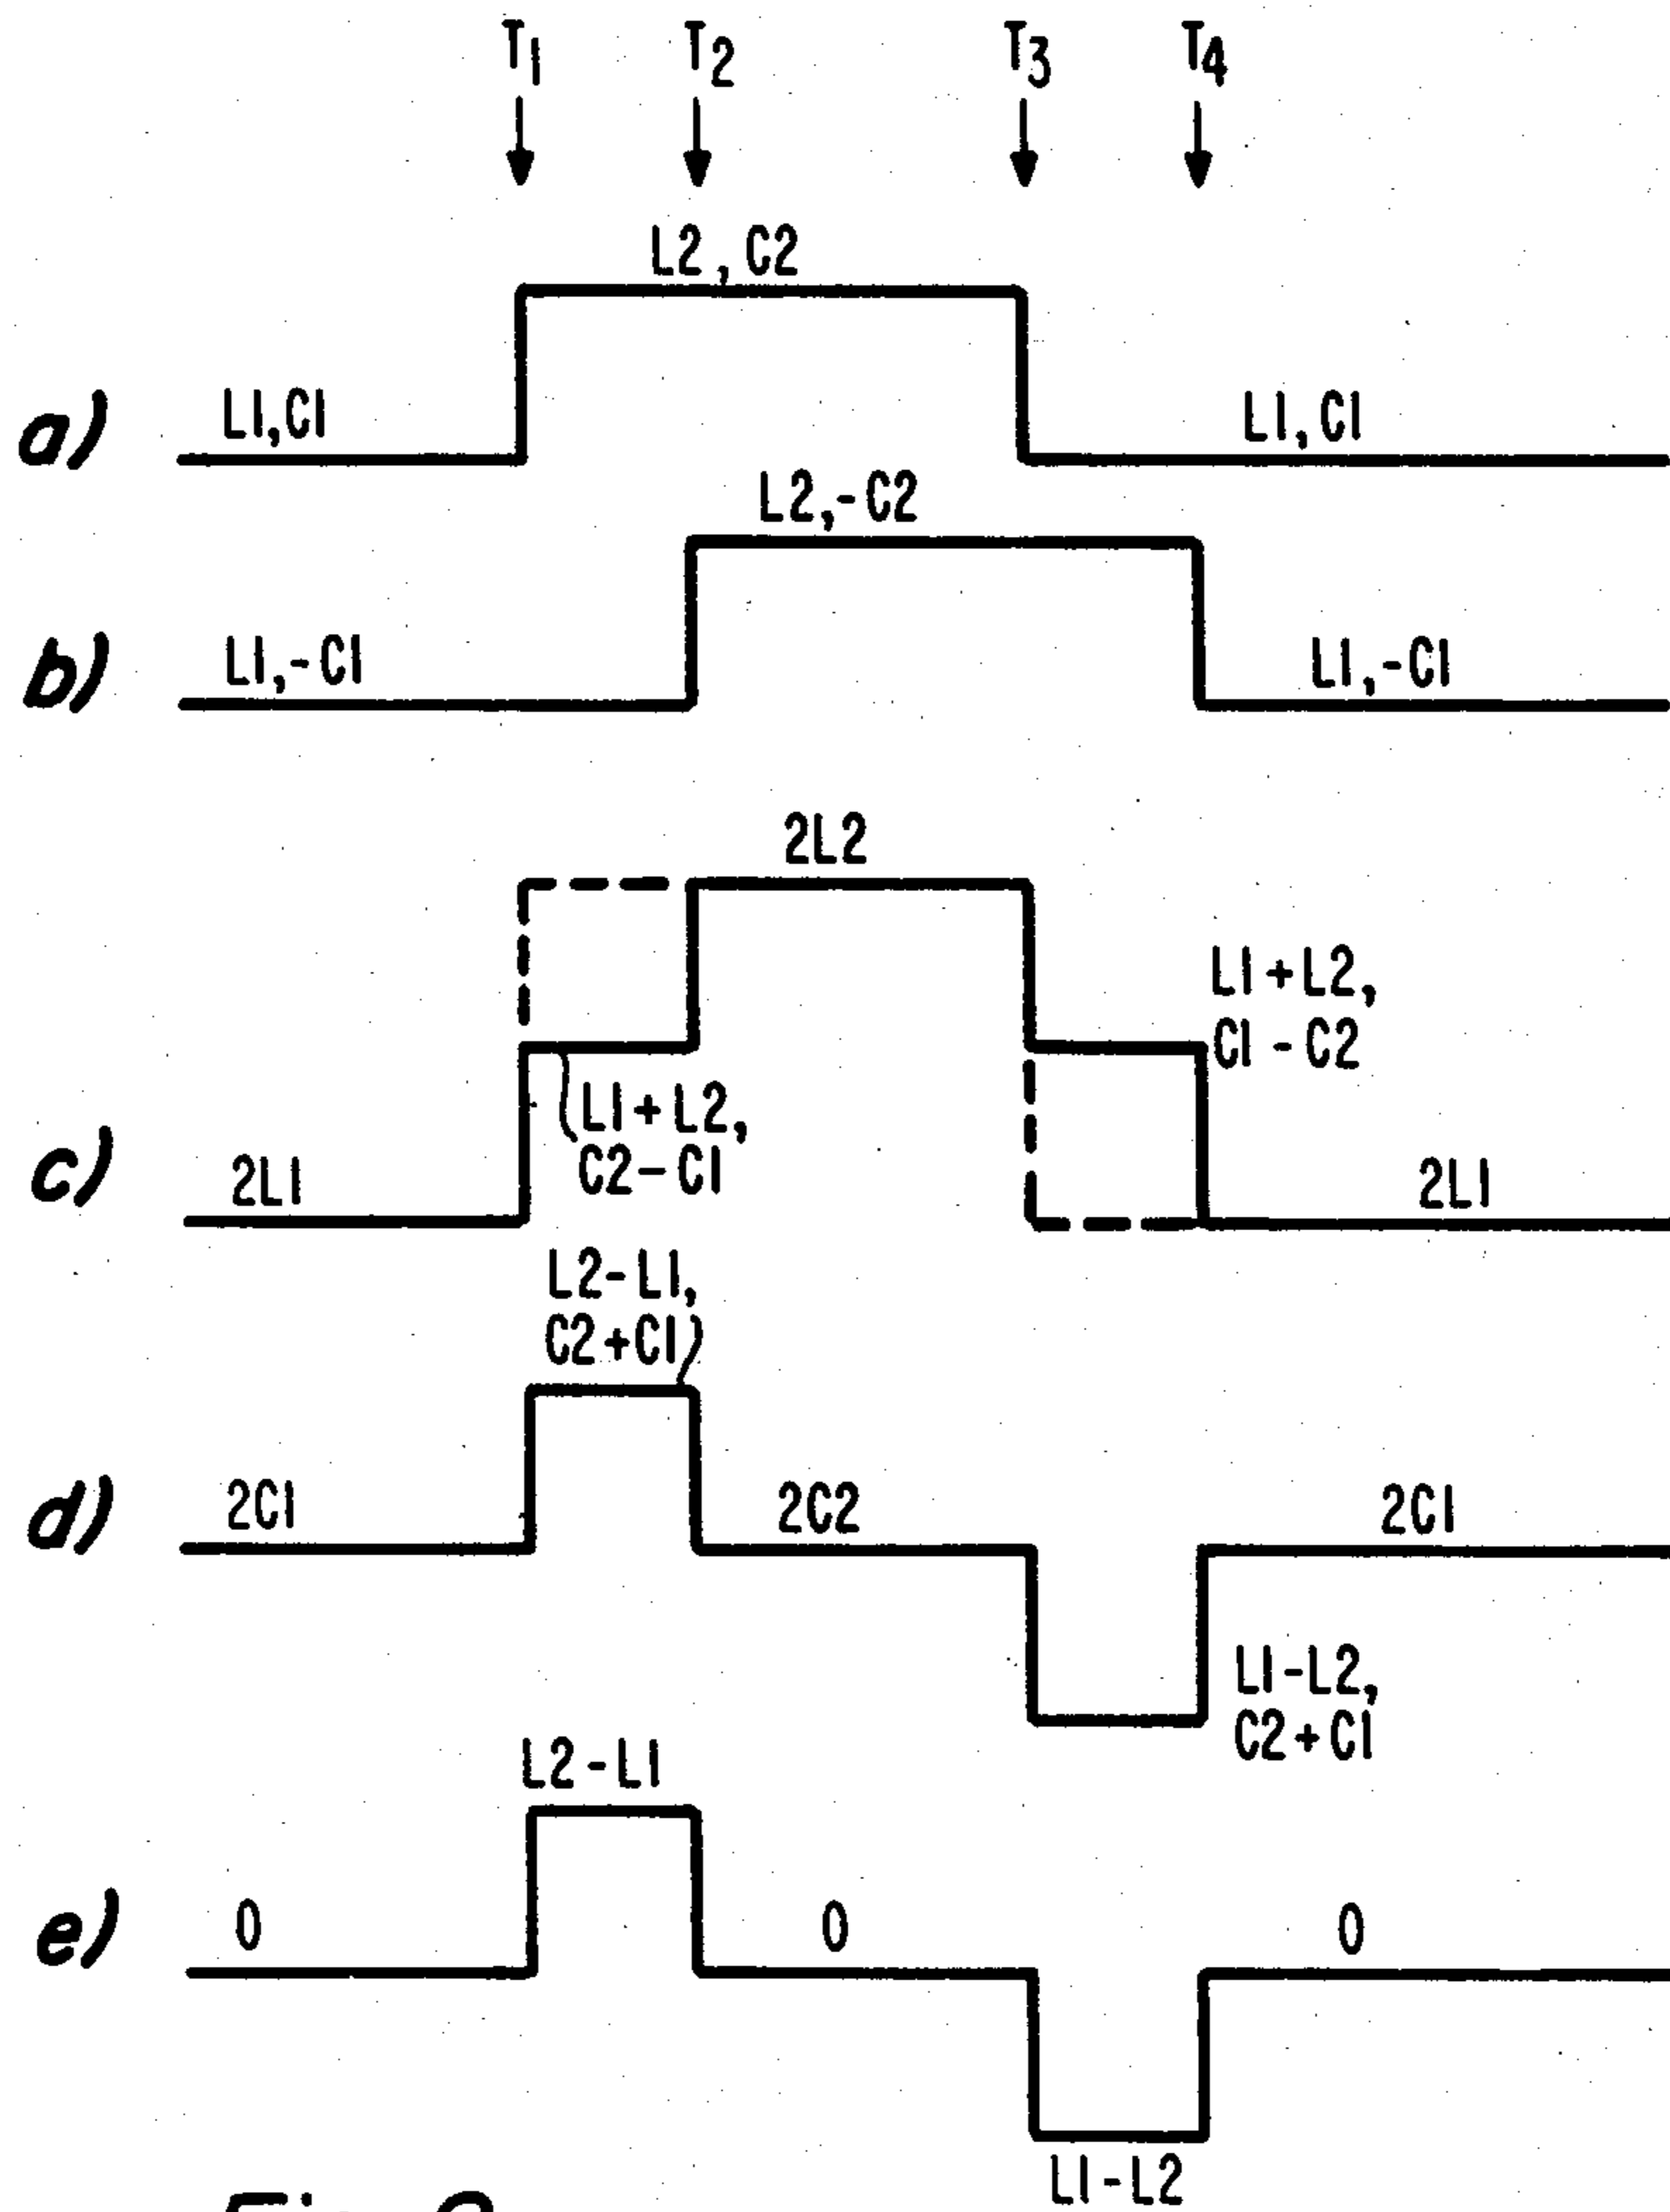 T1 T2 T3 T4
L2, C2
a) L1,C1 L1,C1
L2,-C2
b) L1,-C1 L1,-C1
2L2
L1+L2,
C1-C2
L1+L2,
C2-C1
c) 2L1 2L1
L2-L1,
C2+C1
d) 2C1 2C2 2C1
L1-L2,
C2+C1
L2-L1
e) 0 0 0
L1-L2